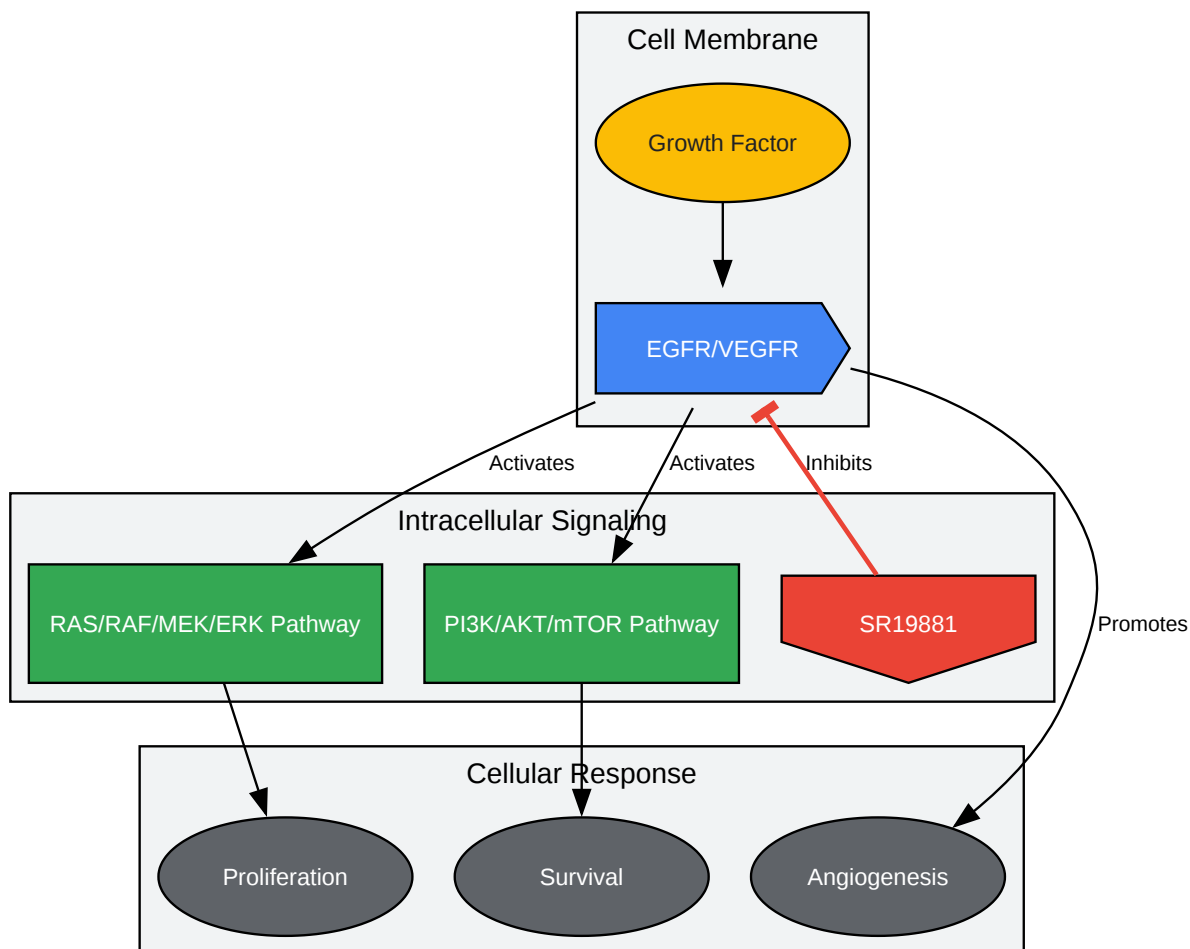 Cell Membrane
Growth Factor
EGFR/VEGFR
Activates
Activates
Inhibits
Intracellular Signaling
RAS/RAF/MEK/ERK Pathway
PI3K/AKT/mTOR Pathway
SR19881
Promotes
Cellular Response
Proliferation
Survival
Angiogenesis